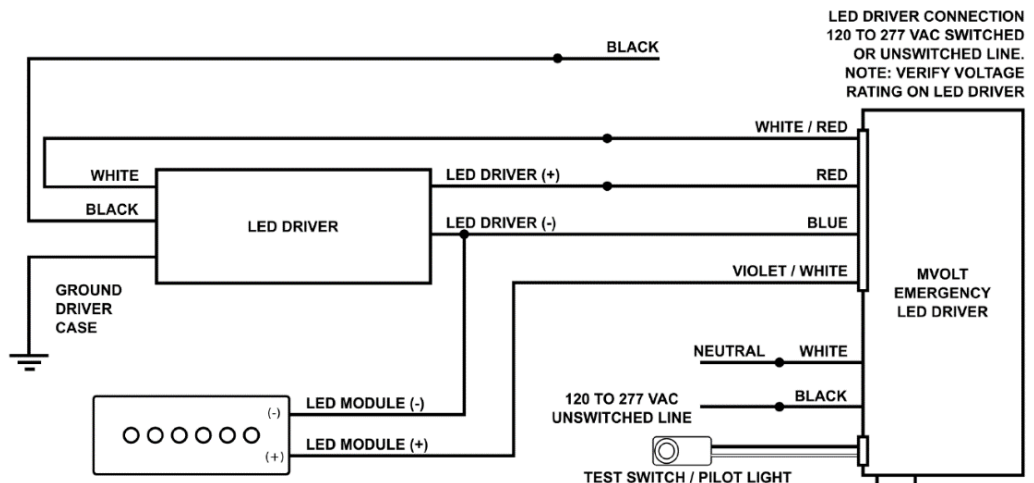 LED DRIVER CONNECTION
120 TO 277 VAC SWITCHED
OR UNSWITCHED LINE.
NOTE: VERIFY VOLTAGE
RATING ON LED DRIVER
BLACK
WHITE / RED
WHITE
LED DRIVER (+)
RED
BLACK
LED DRIVER
LED DRIVER (-)
BLUE
VIOLET / WHITE
MVOLT
EMERGENCY
LED DRIVER
GROUND
DRIVER
CASE
NEUTRAL
WHITE
120 TO 277 VAC
UNSWITCHED LINE
BLACK
(-)
LED MODULE (-)
(+)
LED MODULE (+)
TEST SWITCH / PILOT LIGHT